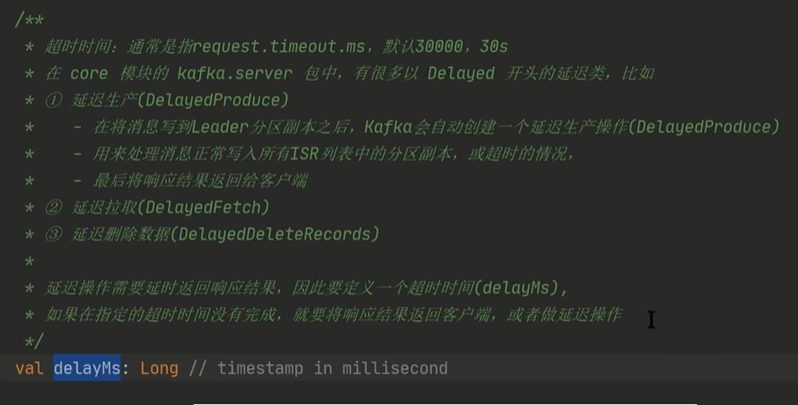 /**
* 超时时间：通常是指request.timeout.ms，默认30000，30s
* 在 core 模块的 kafka.server 包中，有很多以 Delayed 开头的延迟类，比如
* ① 延迟生产(DelayedProduce)
*    - 在将消息写到Leader分区副本之后，Kafka会自动创建一个延迟生产操作(DelayedProduce)
*    - 用来处理消息正常写入所有ISR列表中的分区副本，或超时的情况，
*    - 最后将响应结果返回给客户端
* ② 延迟拉取(DelayedFetch)
* ③ 延迟删除数据(DelayedDeleteRecords)
*
* 延迟操作需要延时返回响应结果，因此要定义一个超时时间(delayMs)，
* 如果在指定的超时时间没有完成，就要将响应结果返回客户端，或者做延迟操作
*/
val delayMs: Long // timestamp in millisecond